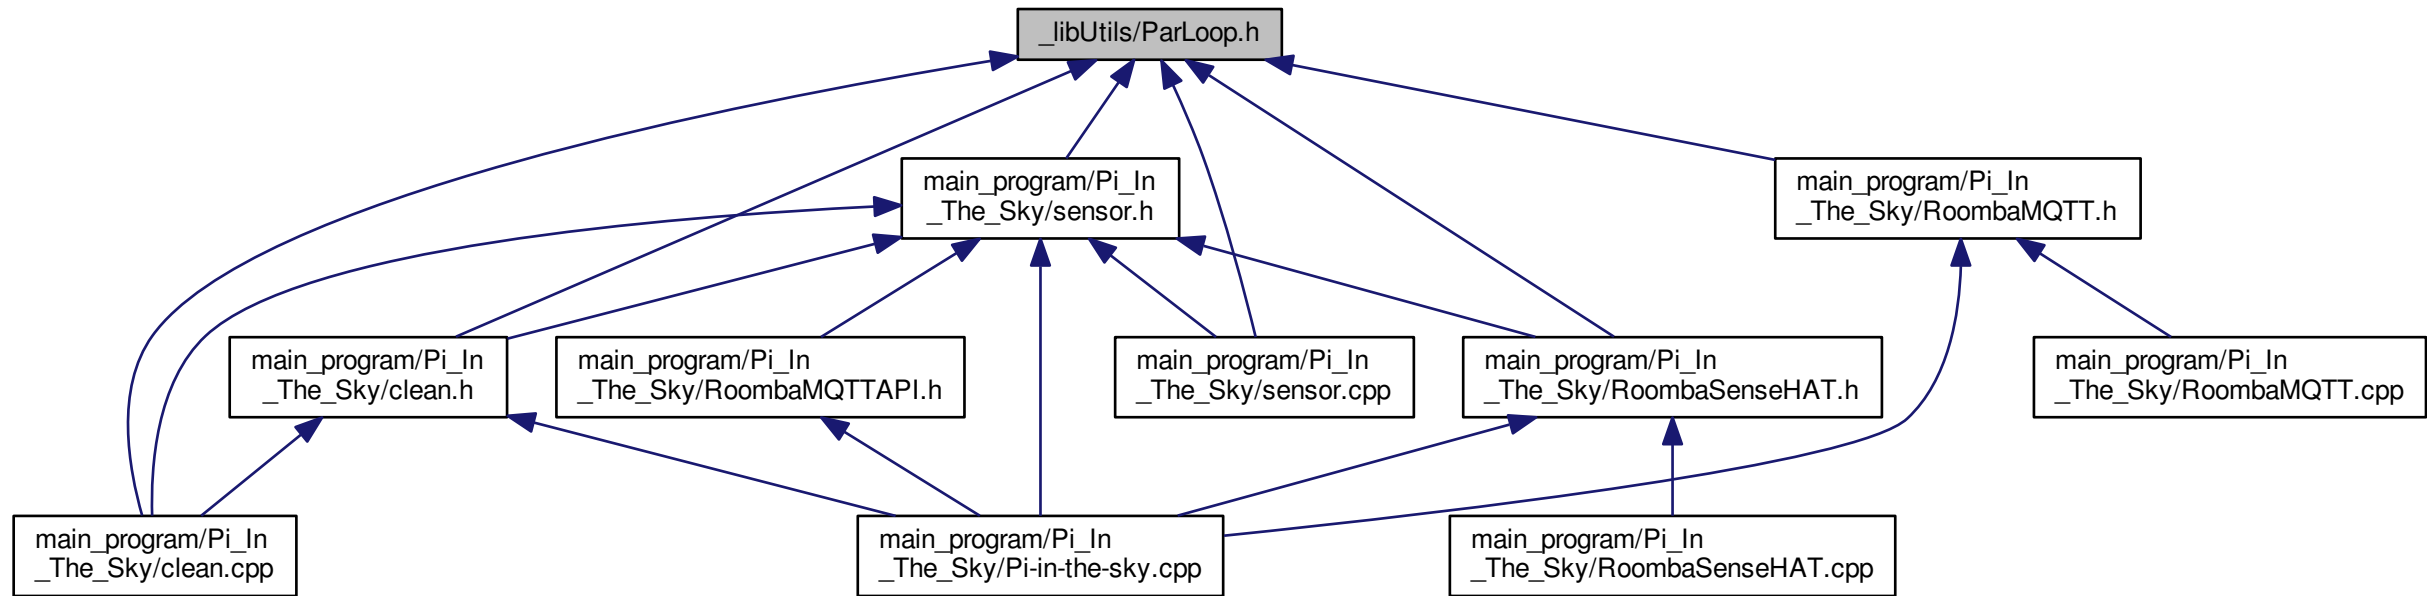 _libUtils/ParLoop.h
main_program/Pi_In
_The_Sky/sensor.h
main_program/Pi_In
_The_Sky/RoombaMQTT.h
main_program/Pi_In
_The_Sky/clean.h
main_program/Pi_In
_The_Sky/RoombaMQTTAPI.h
main_program/Pi_In
_The_Sky/sensor.cpp
main_program/Pi_In
_The_Sky/RoombaSenseHAT.h
main_program/Pi_In
_The_Sky/RoombaMQTT.cpp
main_program/Pi_In
_The_Sky/clean.cpp
main_program/Pi_In
_The_Sky/Pi-in-the-sky.cpp
main_program/Pi_In
_The_Sky/RoombaSenseHAT.cpp